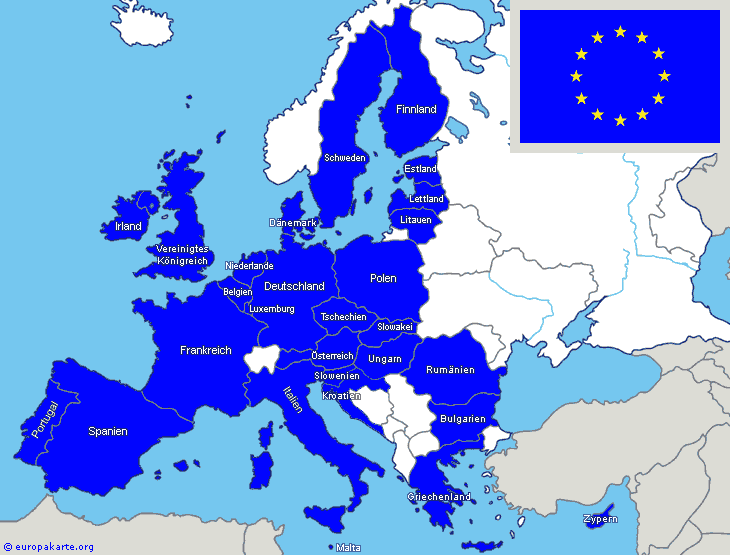 Finnland
Schweden
Estland
Lettland
Litauen
Dänemark
Irland
Vereinigtes
Königreich
Niederlande
Belgien
Deutschland
Polen
Luxemburg
Tschechien
Slowakei
Frankreich
Österreich
Ungarn
Rumänien
Slowenien
Kroatien
Italien
Portugal
Spanien
Bulgarien
Griechenland
Zypern
Malta
© europakarte.org